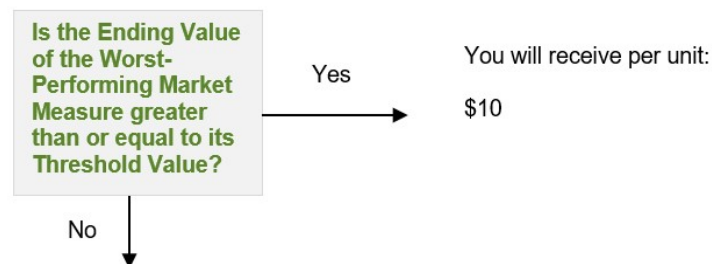 Is the Ending Value
of the Worst-
Performing Market
Measure greater
than or equal to its
Threshold Value?
Yes
You will receive per unit:
$10
No